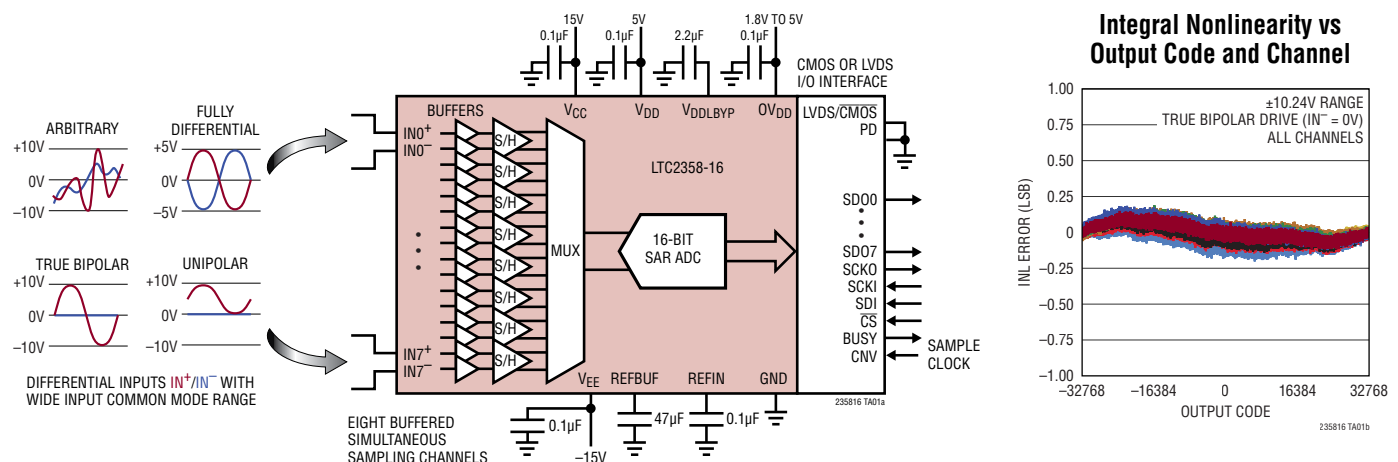 ARBITRARY
+10V
0V
–10V
FULLY
DIFFERENTIAL
+5V
0V
–5V
TRUE BIPOLAR
+10V
0V
–10V
UNIPOLAR
+10V
0V
–10V
DIFFERENTIAL INPUTS IN+/IN– WITH
WIDE INPUT COMMON MODE RANGE
15V
0.1µF
5V
0.1µF
2.2µF
1.8V TO 5V
0.1µF
CMOS OR LVDS
I/O INTERFACE
BUFFERS
VCC
VDD
VDDLBYP
OVDD
LVDS/CMOS
PD
IN0+
IN0–
S/H
S/H
S/H
S/H
S/H
S/H
S/H
S/H
LTC2358-16
MUX
16-BIT
SAR ADC
SDO0
SDO7
SCKO
SCKI
SDI
CS
BUSY
CNV
SAMPLE
CLOCK
IN7+
IN7–
VEE
REFBUF
REFIN
GND
235816 TA01a
0.1µF
47µF
0.1µF
–15V
EIGHT BUFFERED
SIMULTANEOUS
SAMPLING CHANNELS
Integral Nonlinearity vs
Output Code and Channel
±10.24V RANGE
TRUE BIPOLAR DRIVE (IN– = 0V)
ALL CHANNELS
INL ERROR (LSB)
1.00
0.75
0.50
0.25
0
–0.25
–0.50
–0.75
–1.00
–32768
–16384
0
16384
32768
OUTPUT CODE
235816 TA01b